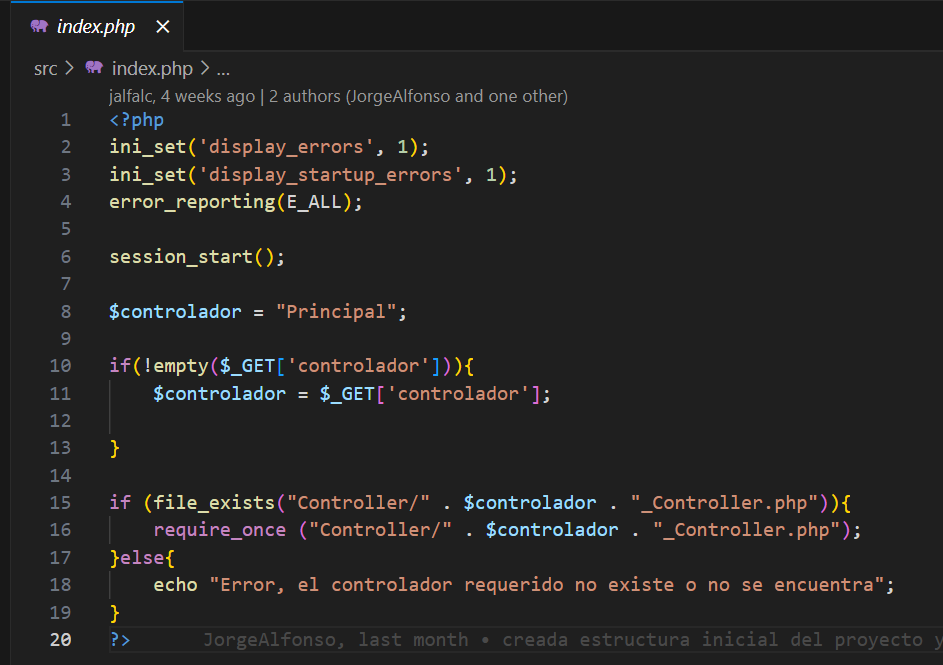 index.php
src > index.php > ...
jalfalc, 4 weeks ago | 2 authors (JorgeAlfonso and one other)
1 <?php
2 ini_set('display_errors', 1);
3 ini_set('display_startup_errors', 1);
4 error_reporting(E_ALL);
5
6 session_start();
7
8 $controlador = "Principal";
9
10 if(!empty($_GET['controlador'])){
11     $controlador = $_GET['controlador'];
12
13 }
14
15 if (file_exists("Controller/" . $controlador . "_Controller.php")){
16     require_once ("Controller/" . $controlador . "_Controller.php");
17 }else{
18     echo "Error, el controlador requerido no existe o no se encuentra";
19 }
20 ?> JorgeAlfonso, last month • creada estructura inicial del proyecto y